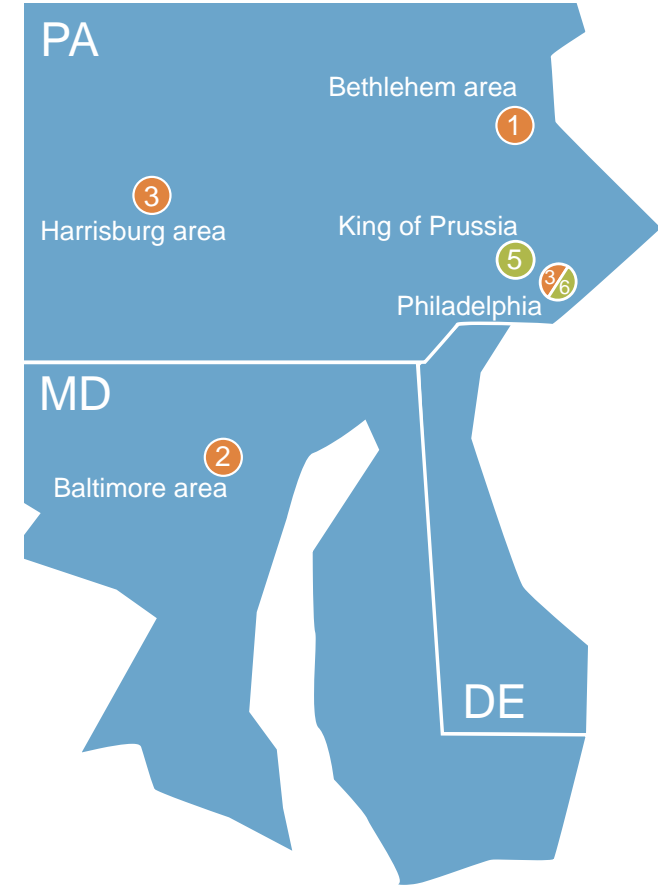 PA
Bethlehem area
1
3
Harrisburg area
King of Prussia
5
3/6
Philadelphia
MD
2
Baltimore area
DE